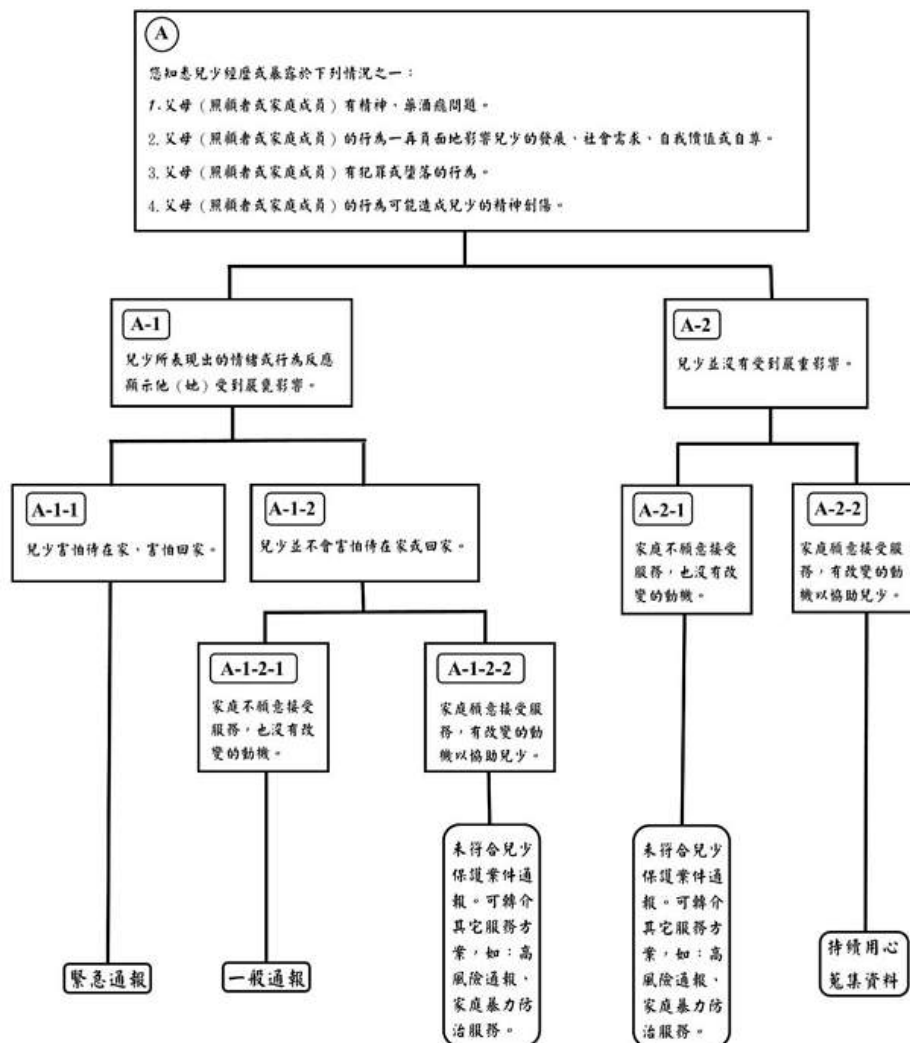 A
您知悉兒少經歷或暴露於下列情況之一：
1.父母（照顧者或家庭成員）有精神、藥酒癮問題。
2.父母（照顧者或家庭成員）的行為一再負面地影響兒少的發展、社會需求、自我價值或自尊。
3.父母（照顧者或家庭成員）有犯罪或墮落的行為。
4.父母（照顧者或家庭成員）的行為可能造成兒少的精神創傷。
A-1
兒少所表現出的情緒或行為反應
顯示他（她）受到嚴重影響。
A-2
兒少並沒有受到嚴重影響。
A-1-1
兒少害怕待在家、害怕回家。
A-1-2
兒少並不會害怕待在家或回家。
A-2-1
家庭不願意接受
服務，也沒有改
變的動機。
A-2-2
家庭願意接受服
務，有改變的動
機以協助兒少。
A-1-2-1
家庭不願意接受
服務，也沒有改
變的動機。
A-1-2-2
家庭願意接受服
務，有改變的動
機以協助兒少。
緊急通報
一般通報
未符合兒少
保護案件通
報。可轉介
其它服務方
案，如：高
風險通報、
家庭暴力防
治服務。
未符合兒少
保護案件通
報。可轉介
其它服務方
案，如：高
風險通報、
家庭暴力防
治服務。
持續用心
蒐集資料